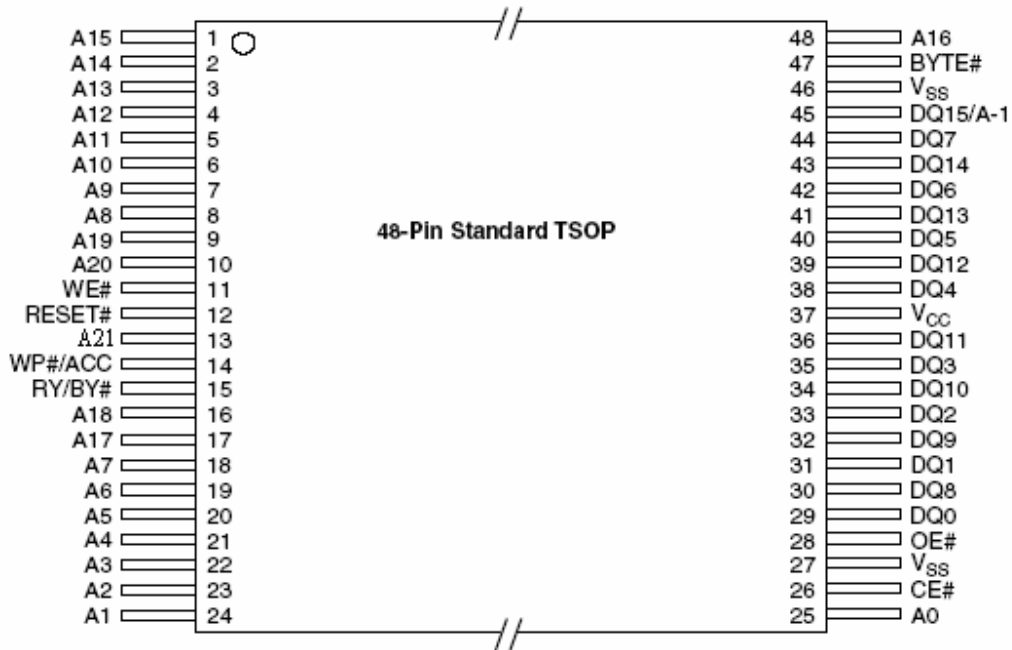 A15 1 48 A16
A14 2 47 BYTE#
A13 3 46 VSS
A12 4 45 DQ15/A-1
A11 5 44 DQ7
A10 6 43 DQ14
A9 7 42 DQ6
A8 8 41 DQ13
48-Pin Standard TSOP
A19 9 40 DQ5
A20 10 39 DQ12
WE# 11 38 DQ4
RESET# 12 37 VCC
A21 13 36 DQ11
WP#/ACC 14 35 DQ3
RY/BY# 15 34 DQ10
A18 16 33 DQ2
A17 17 32 DQ9
A7 18 31 DQ1
A6 19 30 DQ8
A5 20 29 DQ0
A4 21 28 OE#
A3 22 27 VSS
A2 23 26 CE#
A1 24 25 A0